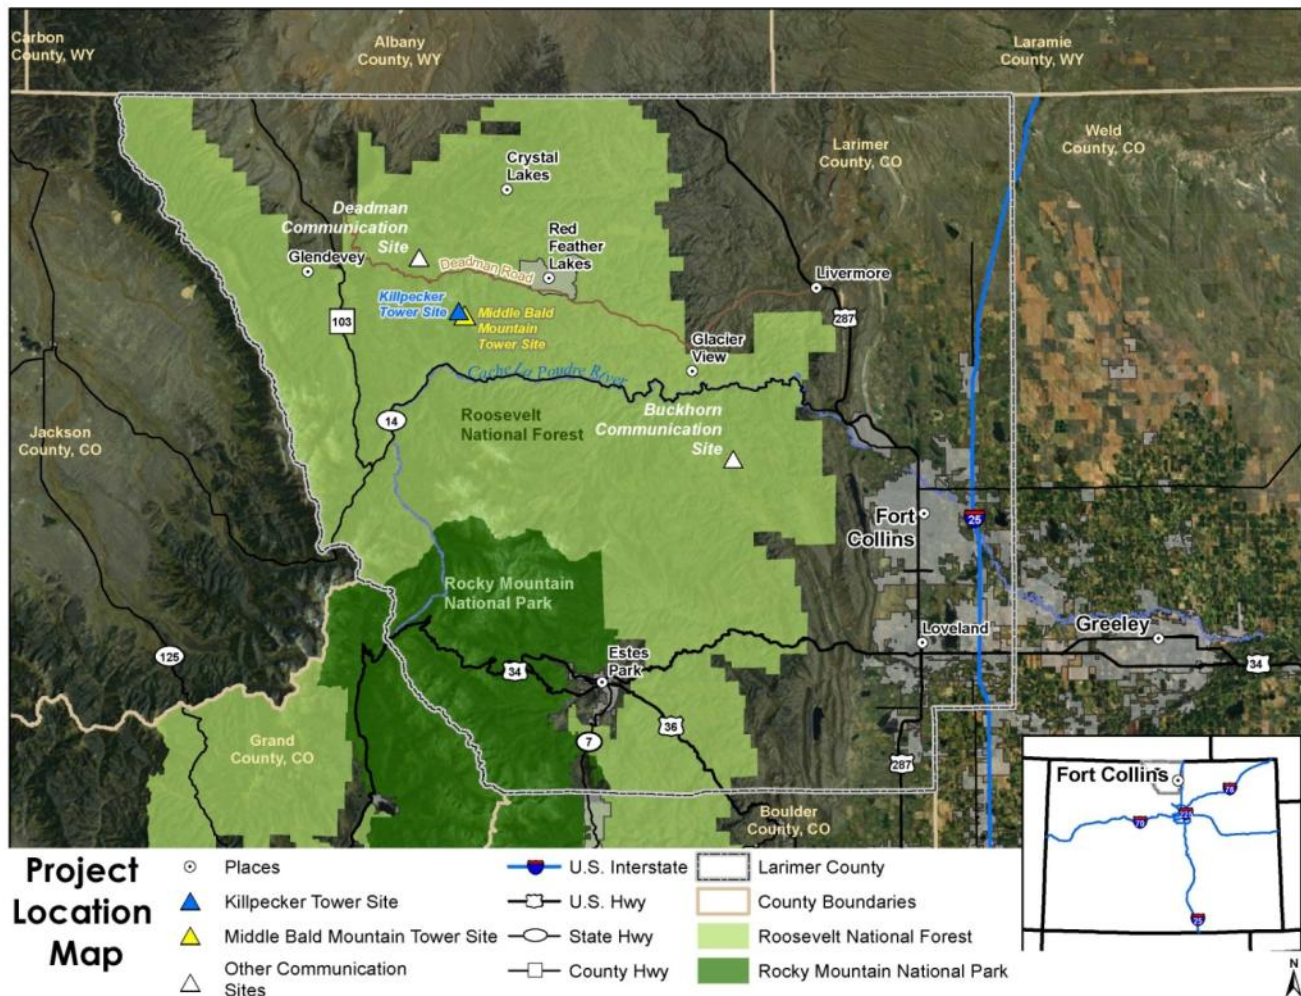 Carbon
County, WY
Albany
County, WY
Laramie
County, WY
Larimer
County, CO
Weld
County, CO
Crystal
Lakes
Deadman
Communication
Site
Glendevey
Red
Feather
Lakes
Deadman Road
Livermore
Killpecker
Tower Site
Middle Bald
Mountain
Tower Site
103
287
Glacier
View
Cache La Poudre River
14
Roosevelt
National Forest
Buckhorn
Communication
Site
Jackson
County, CO
Fort
Collins
25
Rocky Mountain
National Park
Loveland
Greeley
125
34
Estes
Park
34
36
7
287
Grand
County, CO
Boulder
County, CO
Fort Collins
76
70
225
25
Project
Location
Map
Places
Killpecker Tower Site
Middle Bald Mountain Tower Site
Other Communication
Sites
U.S. Interstate
U.S. Hwy
State Hwy
County Hwy
Larimer County
County Boundaries
Roosevelt National Forest
Rocky Mountain National Park
N